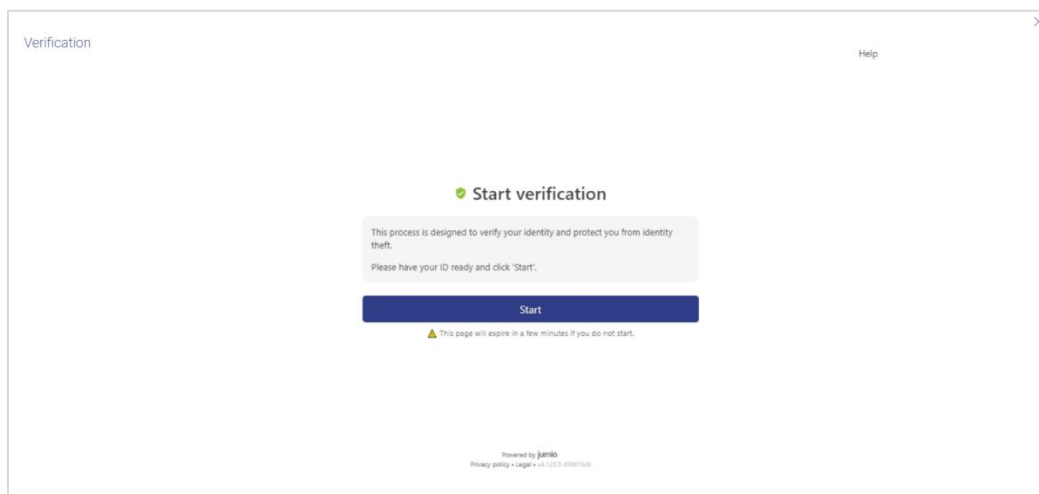 Verification
Help
Start verification
This process is designed to verify your identity and protect you from identity
theft.
Please have your ID ready and click 'Start'.
Start
This page will expire in a few minutes if you do not start.
Powered by jumio
Privacy policy • Legal •